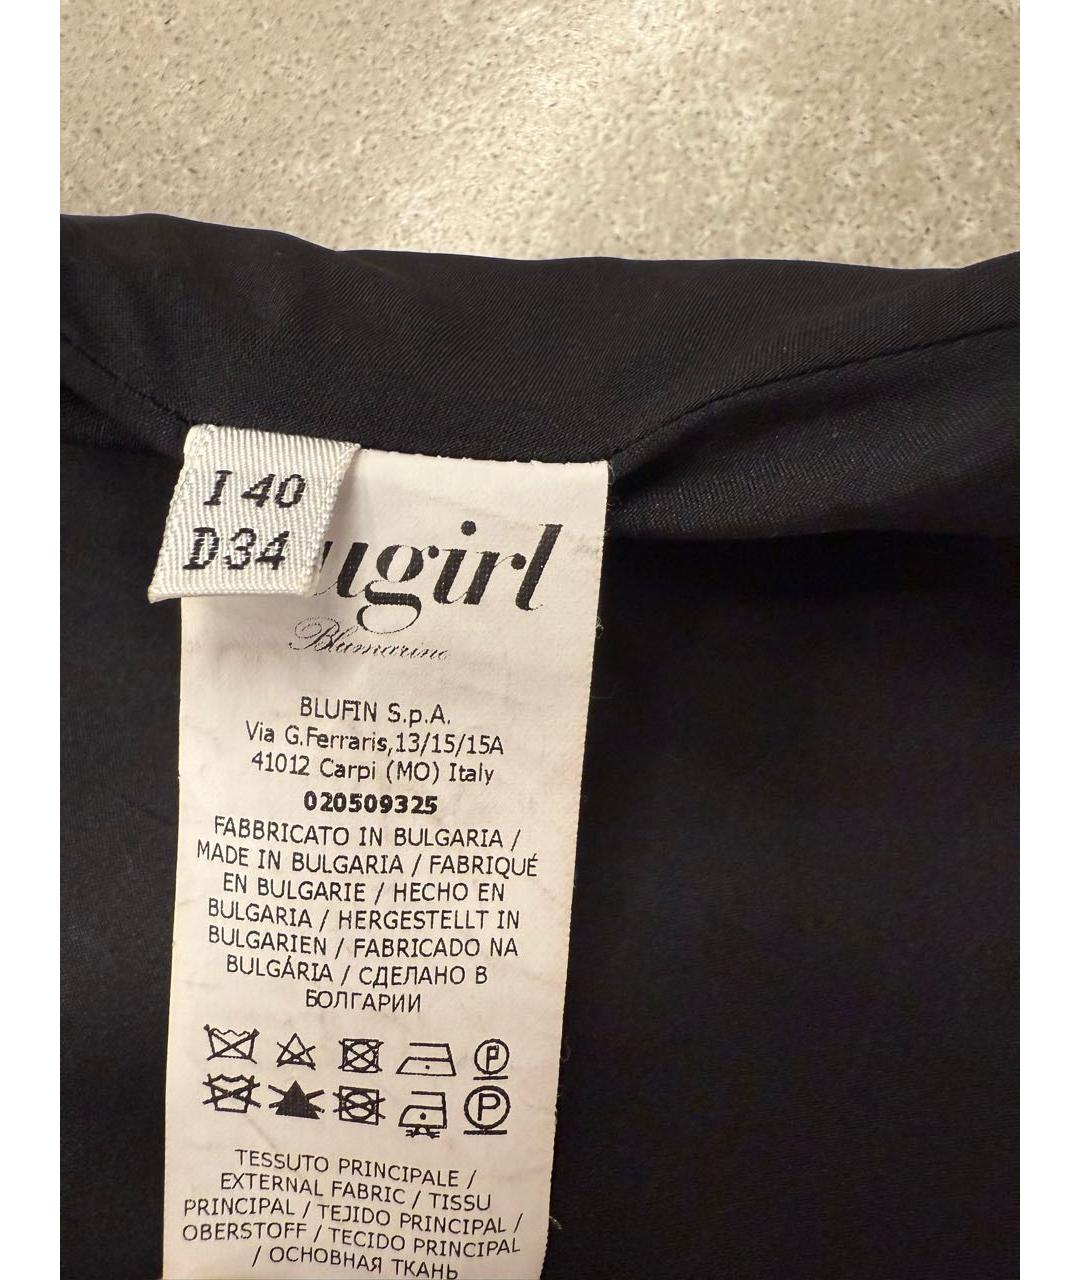 I 40
D34
ugirl
Blumarine
BLUFIN S.p.A.
Via G.Ferraris,13/15/15A
41012 Carpi (MO) Italy
020509325
FABBRICATO IN BULGARIA /
MADE IN BULGARIA / FABRIQUÉ
EN BULGARIE / HECHO EN
BULGARIA / HERGESTELLT IN
BULGARIEN / FABRICADO NA
BULGÁRIA / СДЕЛАНО В
БОЛГАРИИ
P
P
TESSUTO PRINCIPALE /
EXTERNAL FABRIC / TISSU
PRINCIPAL / TEJIDO PRINCIPAL /
OBERSTOFF / TECIDO PRINCIPAL
/ ОСНОВНАЯ ТКАНЬ